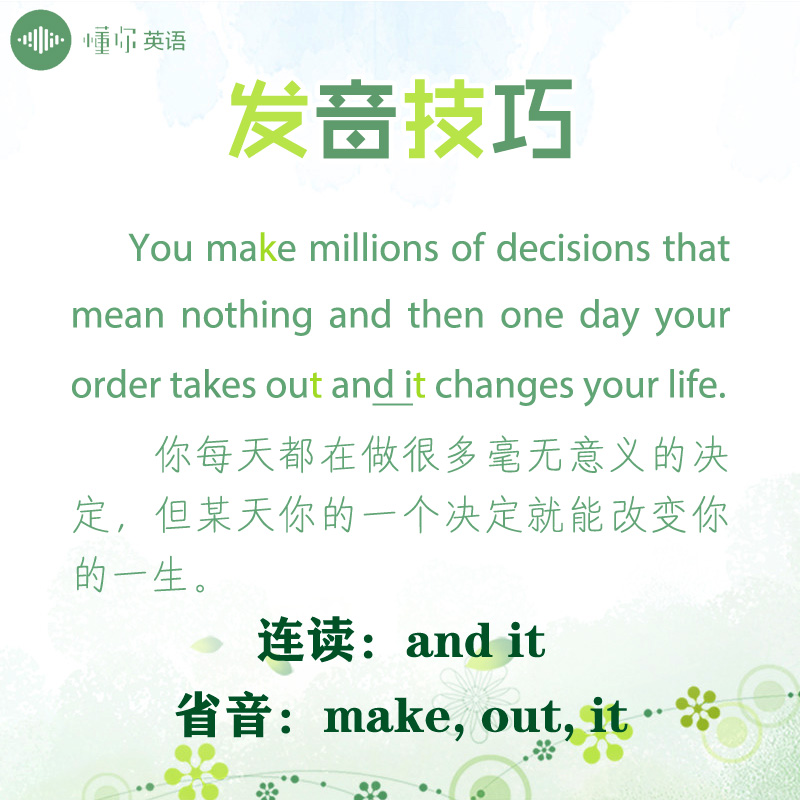 懂你英语
发音技巧
You make millions of decisions that
mean nothing and then one day your
order takes out and it changes your life.
你每天都在做很多毫无意义的决
定，但某天你的一个决定就能改变你
的一生。
连读：and it
省音：make, out, it